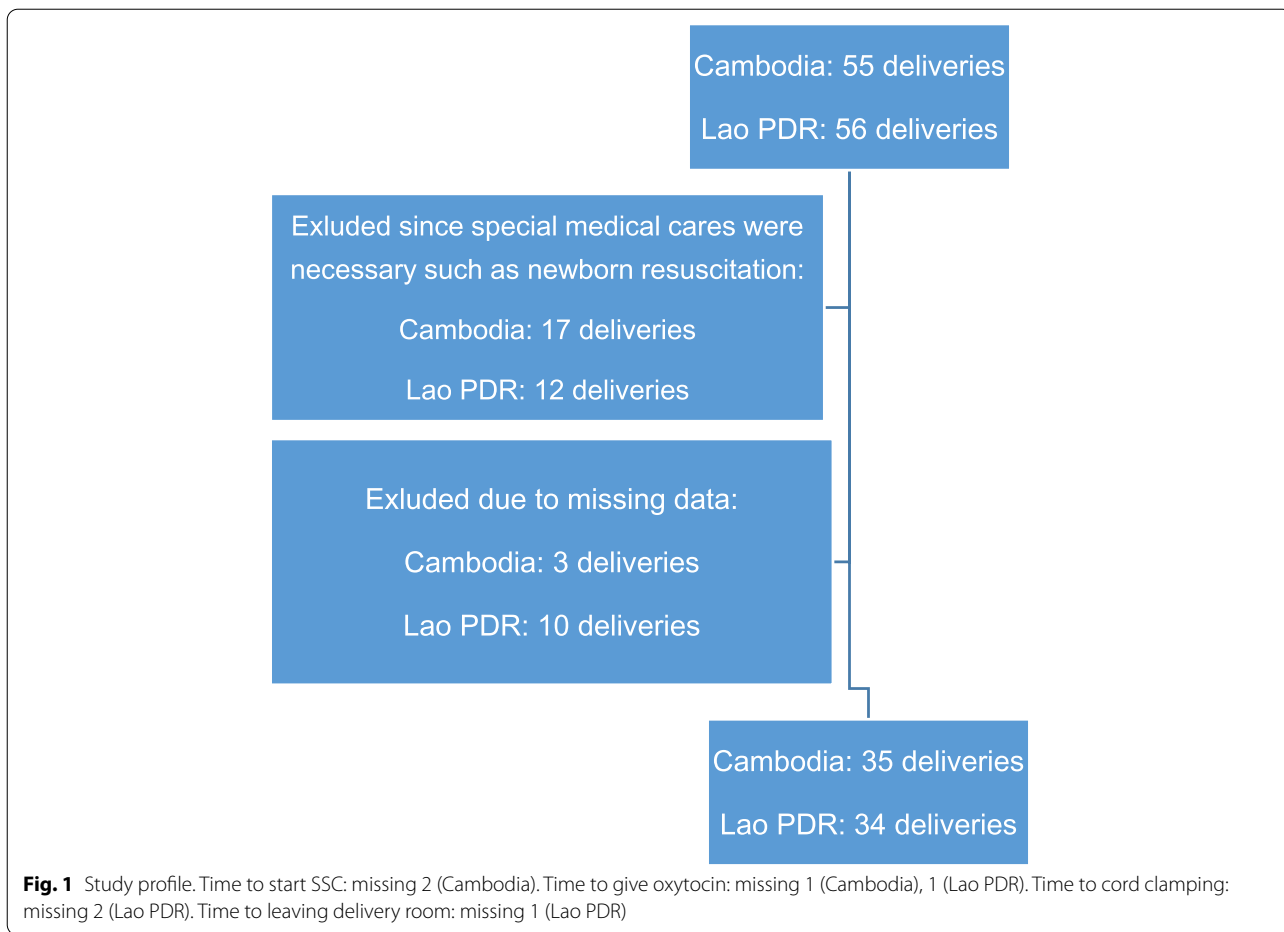 Cambodia: 55 deliveries
Lao PDR: 56 deliveries
Exluded since special medical cares were
necessary such as newborn resuscitation:
Cambodia: 17 deliveries
Lao PDR: 12 deliveries
Exluded due to missing data:
Cambodia: 3 deliveries
Lao PDR: 10 deliveries
Cambodia: 35 deliveries
Lao PDR: 34 deliveries
Fig. 1 Study profile. Time to start SSC: missing 2 (Cambodia). Time to give oxytocin: missing 1 (Cambodia), 1 (Lao PDR). Time to cord clamping:
missing 2 (Lao PDR). Time to leaving delivery room: missing 1 (Lao PDR)